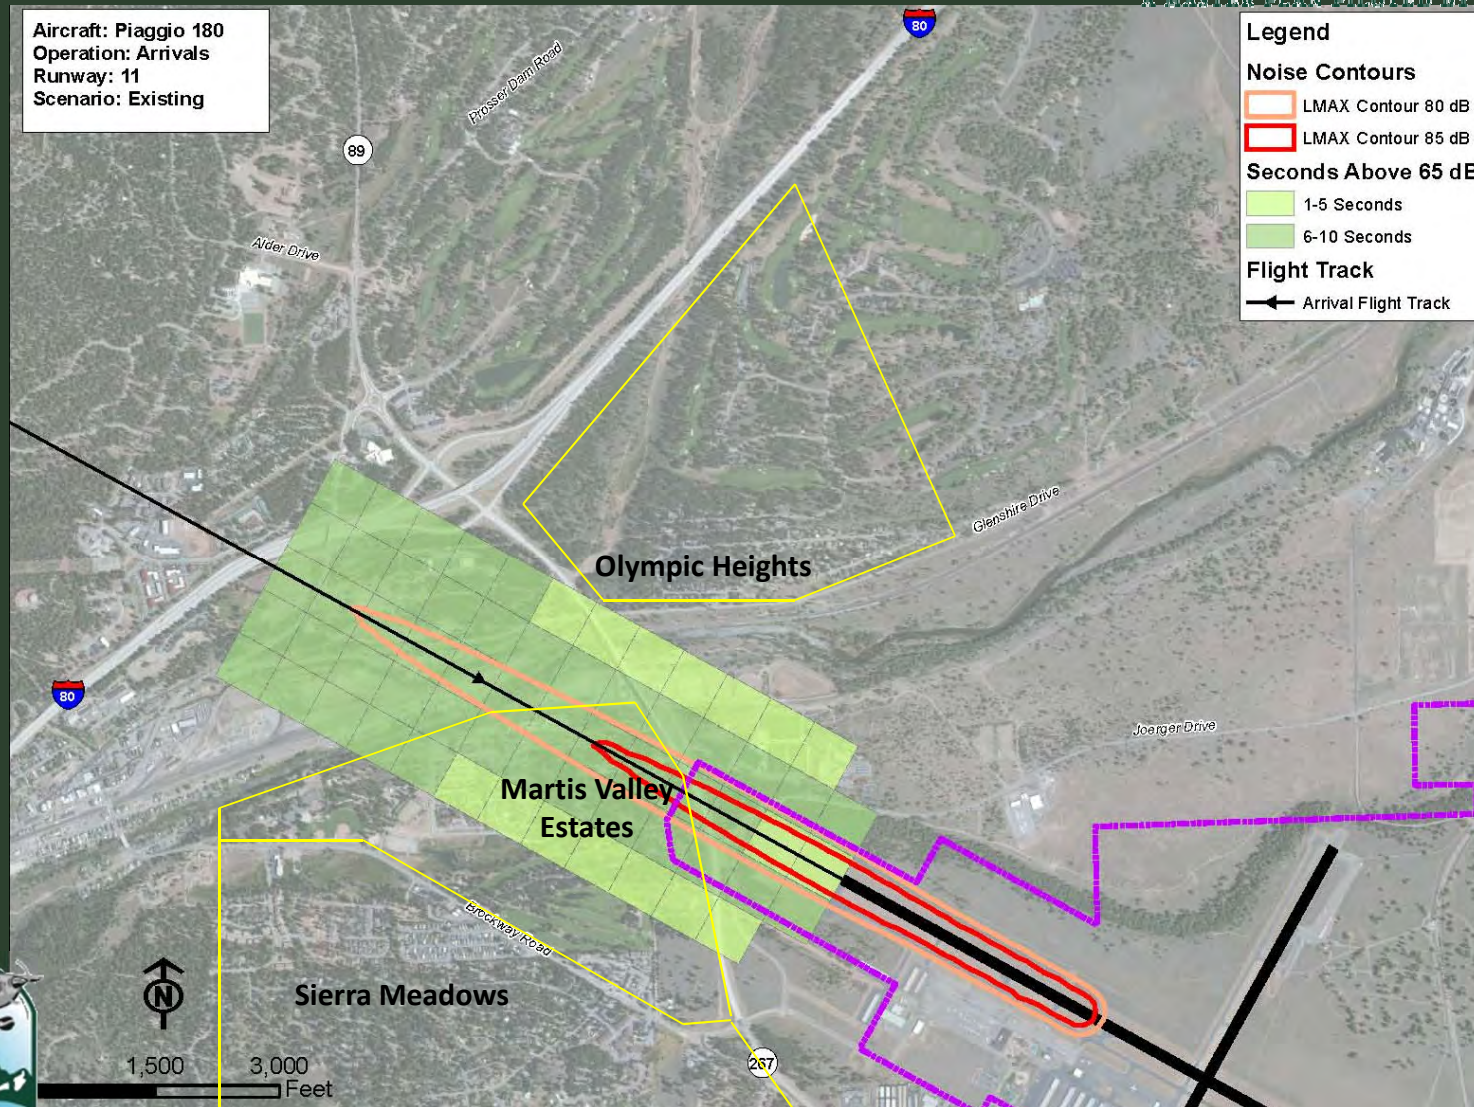 Aircraft: Piaggio 180
Operation: Arrivals
Runway: 11
Scenario: Existing
Legend
Noise Contours
LMAX Contour 80 dB
LMAX Contour 85 dB
Seconds Above 65 dB
1-5 Seconds
6-10 Seconds
Flight Track
Arrival Flight Track
80
Prosser Dam Road
89
Alder Drive
Glenshire Drive
Olympic Heights
80
Joerger Drive
Martis Valley
Estates
Brockway Road
Sierra Meadows
N
267
1,500 3,000
Feet